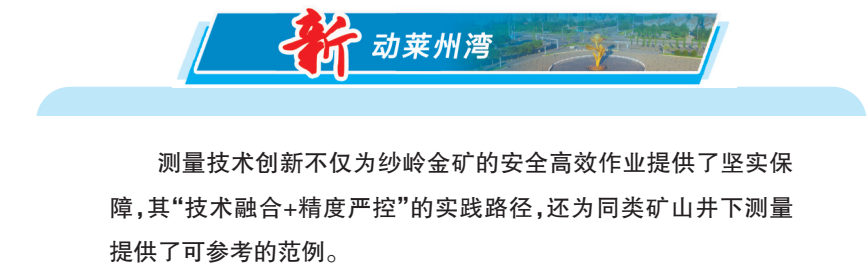 新动莱州湾
测量技术创新不仅为纱岭金矿的安全高效作业提供了坚实保
障,其“技术融合+精度严控”的实践路径,还为同类矿山井下测量
提供了可参考的范例。